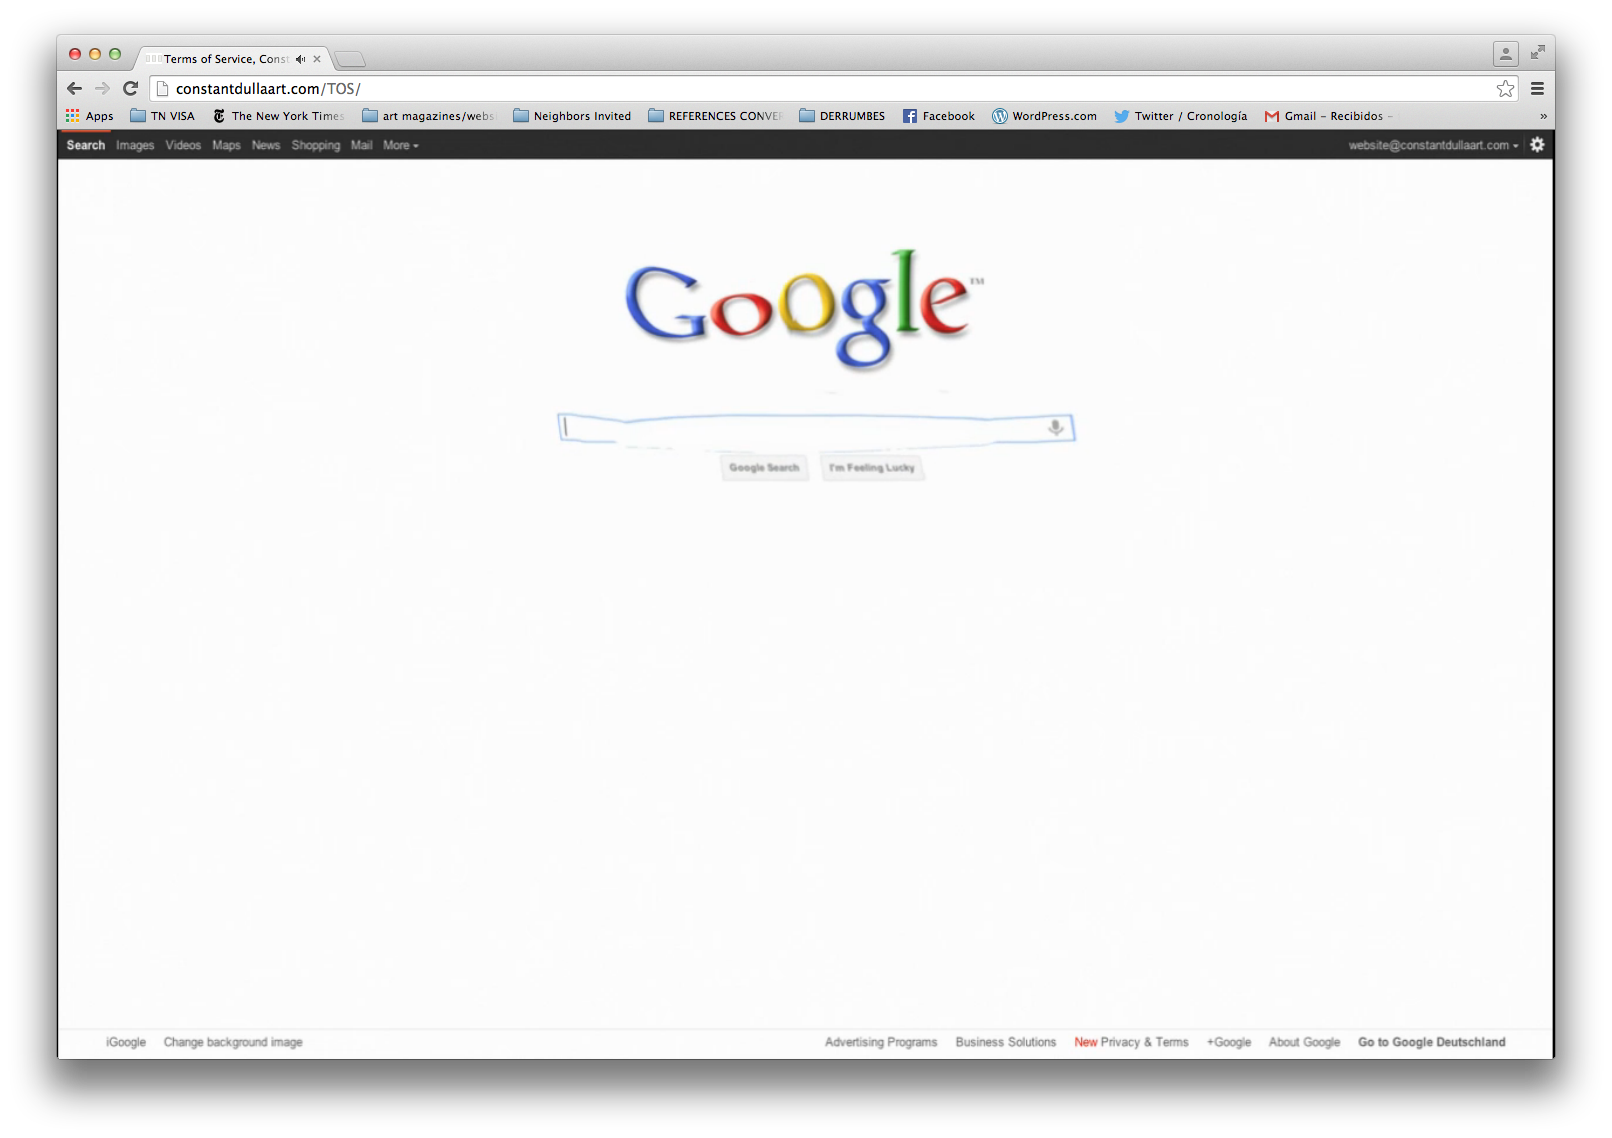 Terms of Service, Const
constantdullaart.com/TOS/
Apps TN VISA The New York Times art magazines/webs Neighbors Invited REFERENCES CONVE DERRUMBES Facebook WordPress.com Twitter / Cronología Gmail – Recibidos – »
Search Images Videos Maps News Shopping Mail More website@constantdullaart.com
Google™
Google Search I'm Feeling Lucky
iGoogle Change background image Advertising Programs Business Solutions New Privacy & Terms +Google About Google Go to Google Deutschland